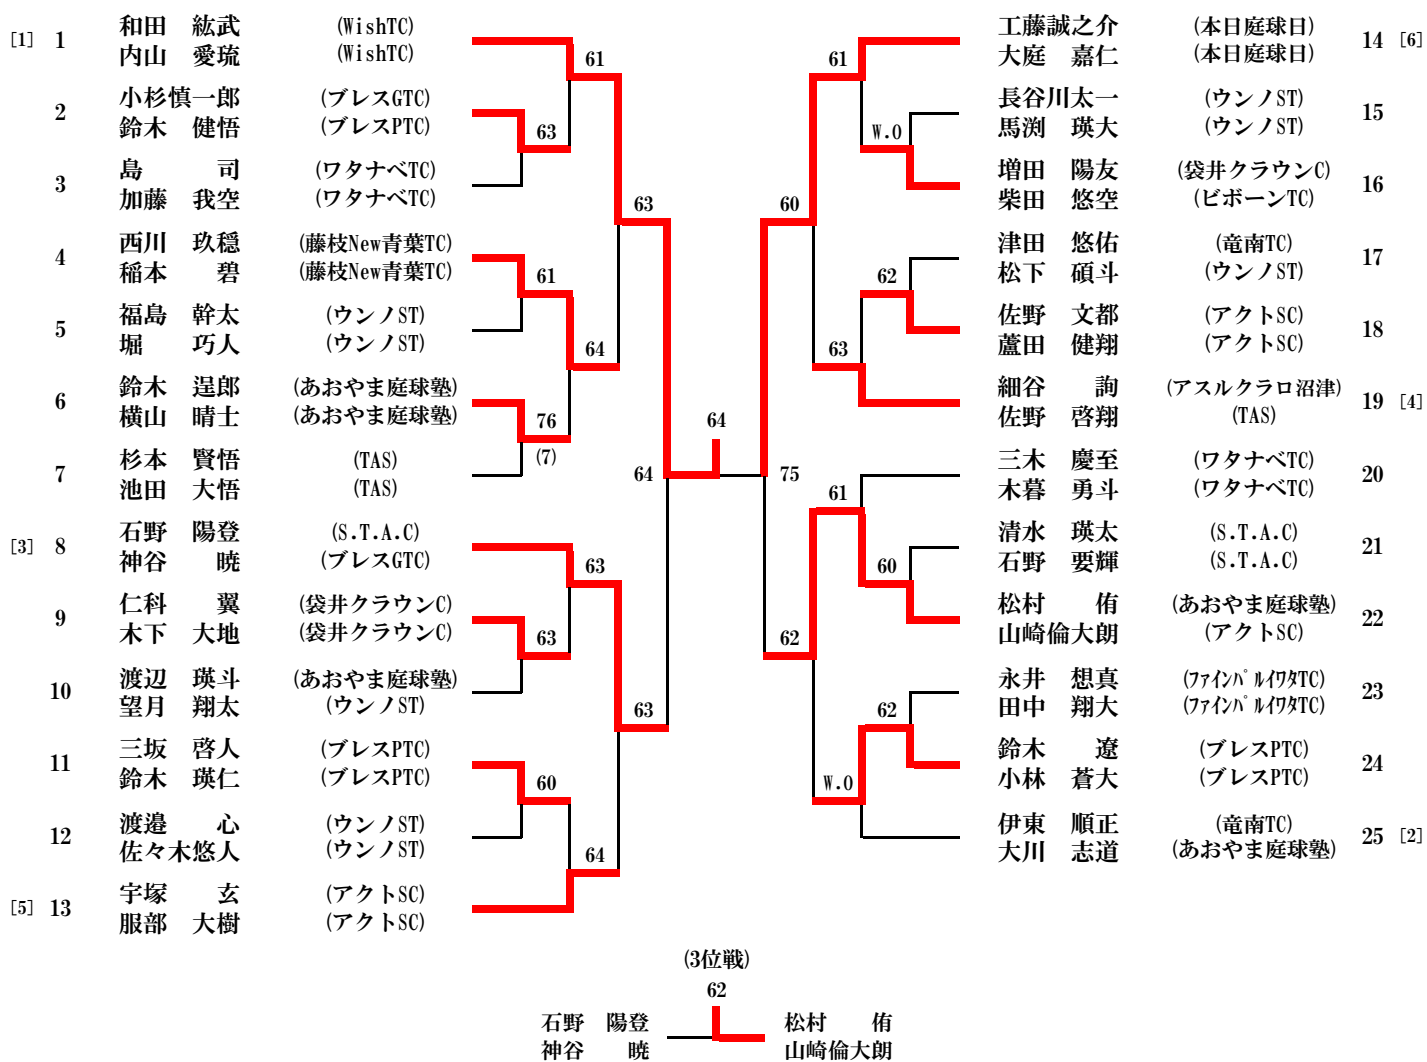 [1] 1 和田 紘武 (WishTC)
内山 愛琉 (WishTC)
2 小杉慎一郎 (ブレスGTC)
鈴木 健悟 (ブレスPTC)
3 島 司 (ワタナベTC)
加藤 我空 (ワタナベTC)
4 西川 玖穏 (藤枝New青葉TC)
稲本 碧 (藤枝New青葉TC)
5 福島 幹太 (ウンノST)
堀 巧人 (ウンノST)
6 鈴木 逞郎 (あおやま庭球塾)
横山 晴士 (あおやま庭球塾)
7 杉本 賢悟 (TAS)
池田 大悟 (TAS)
[3] 8 石野 陽登 (S.T.A.C)
神谷 暁 (ブレスGTC)
9 仁科 翼 (袋井クラウンC)
木下 大地 (袋井クラウンC)
10 渡辺 瑛斗 (あおやま庭球塾)
望月 翔太 (ウンノST)
11 三坂 啓人 (ブレスPTC)
鈴木 瑛仁 (ブレスPTC)
12 渡邉 心 (ウンノST)
佐々木悠人 (ウンノST)
[5] 13 宇塚 玄 (アクトSC)
服部 大樹 (アクトSC)
61
63
63
61
64
76
(7)
64
63
63
63
60
64
64
61
W.0
60
62
63
75
61
60
62
62
W.0
工藤誠之介 (本日庭球日) 14 [6]
大庭 嘉仁 (本日庭球日)
長谷川太一 (ウンノST) 15
馬渕 瑛大 (ウンノST)
増田 陽友 (袋井クラウンC) 16
柴田 悠空 (ビボーンTC)
津田 悠佑 (竜南TC) 17
松下 碩斗 (ウンノST)
佐野 文都 (アクトSC) 18
蘆田 健翔 (アクトSC)
細谷 詢 (アスルクラロ沼津) 19 [4]
佐野 啓翔 (TAS)
三木 慶至 (ワタナベTC) 20
木暮 勇斗 (ワタナベTC)
清水 瑛太 (S.T.A.C) 21
石野 要輝 (S.T.A.C)
松村 侑 (あおやま庭球塾) 22
山崎倫大朗 (アクトSC)
永井 想真 (ファインパルイワタTC) 23
田中 翔大 (ファインパルイワタTC)
鈴木 遼 (ブレスPTC) 24
小林 蒼大 (ブレスPTC)
伊東 順正 (竜南TC) 25 [2]
大川 志道 (あおやま庭球塾)
(3位戦)
62
石野 陽登 松村 侑
神谷 暁 山崎倫大朗